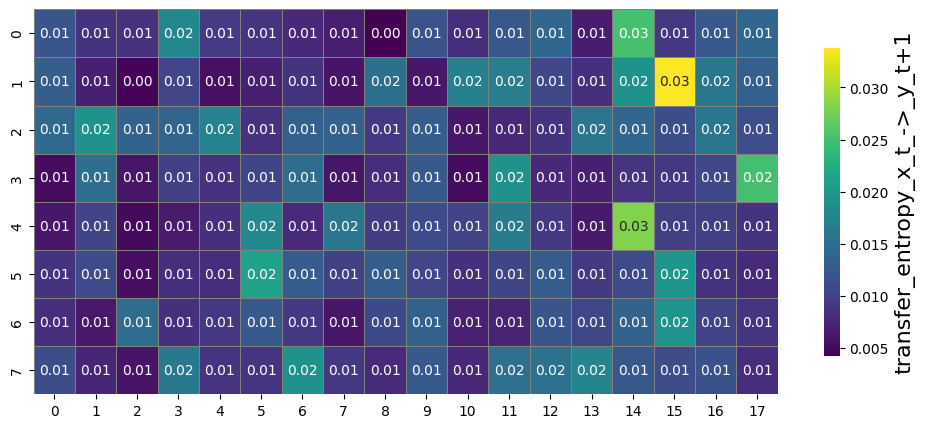 0 0.01 0.01 0.01 0.02 0.01 0.01 0.01 0.01 0.00 0.01 0.01 0.01 0.01 0.01 0.03 0.01 0.01 0.01
1 0.01 0.01 0.00 0.01 0.01 0.01 0.01 0.01 0.02 0.01 0.02 0.02 0.01 0.01 0.02 0.03 0.02 0.01
2 0.01 0.02 0.01 0.01 0.02 0.01 0.01 0.01 0.01 0.01 0.01 0.01 0.01 0.02 0.01 0.01 0.02 0.01
3 0.01 0.01 0.01 0.01 0.01 0.01 0.01 0.01 0.01 0.01 0.01 0.02 0.01 0.01 0.01 0.01 0.01 0.02
4 0.01 0.01 0.01 0.01 0.01 0.02 0.01 0.02 0.01 0.01 0.01 0.02 0.01 0.01 0.03 0.01 0.01 0.01
5 0.01 0.01 0.01 0.01 0.01 0.02 0.01 0.01 0.01 0.01 0.01 0.01 0.01 0.01 0.01 0.02 0.01 0.01
6 0.01 0.01 0.01 0.01 0.01 0.01 0.01 0.01 0.01 0.01 0.01 0.01 0.01 0.01 0.01 0.02 0.01 0.01
7 0.01 0.01 0.01 0.02 0.01 0.01 0.02 0.01 0.01 0.01 0.01 0.02 0.02 0.02 0.01 0.01 0.01 0.01
0 1 2 3 4 5 6 7 8 9 10 11 12 13 14 15 16 17
0.030
0.025
0.020
0.015
0.010
0.005
transfer_entropy_x_t_->_y_t+1